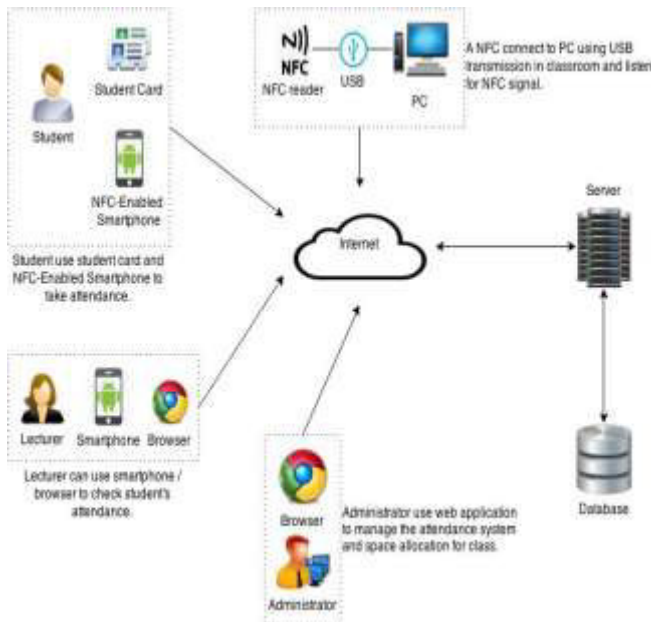 Student Card
Student
NFC-Enabled
Smartphone
Student use student card and
NFC-Enabled Smartphone to
take attendance.
N))
NFC
NFC reader
USB
PC
A NFC connect to PC using USB
transmission in classroom and listen
for NFC signal.
Internet
Server
Database
Lecturer
Smartphone
Browser
Lecturer can use smartphone /
browser to check student's
attendance.
Browser
Administrator
Administrator use web application
to manage the attendance system
and space allocation for class.